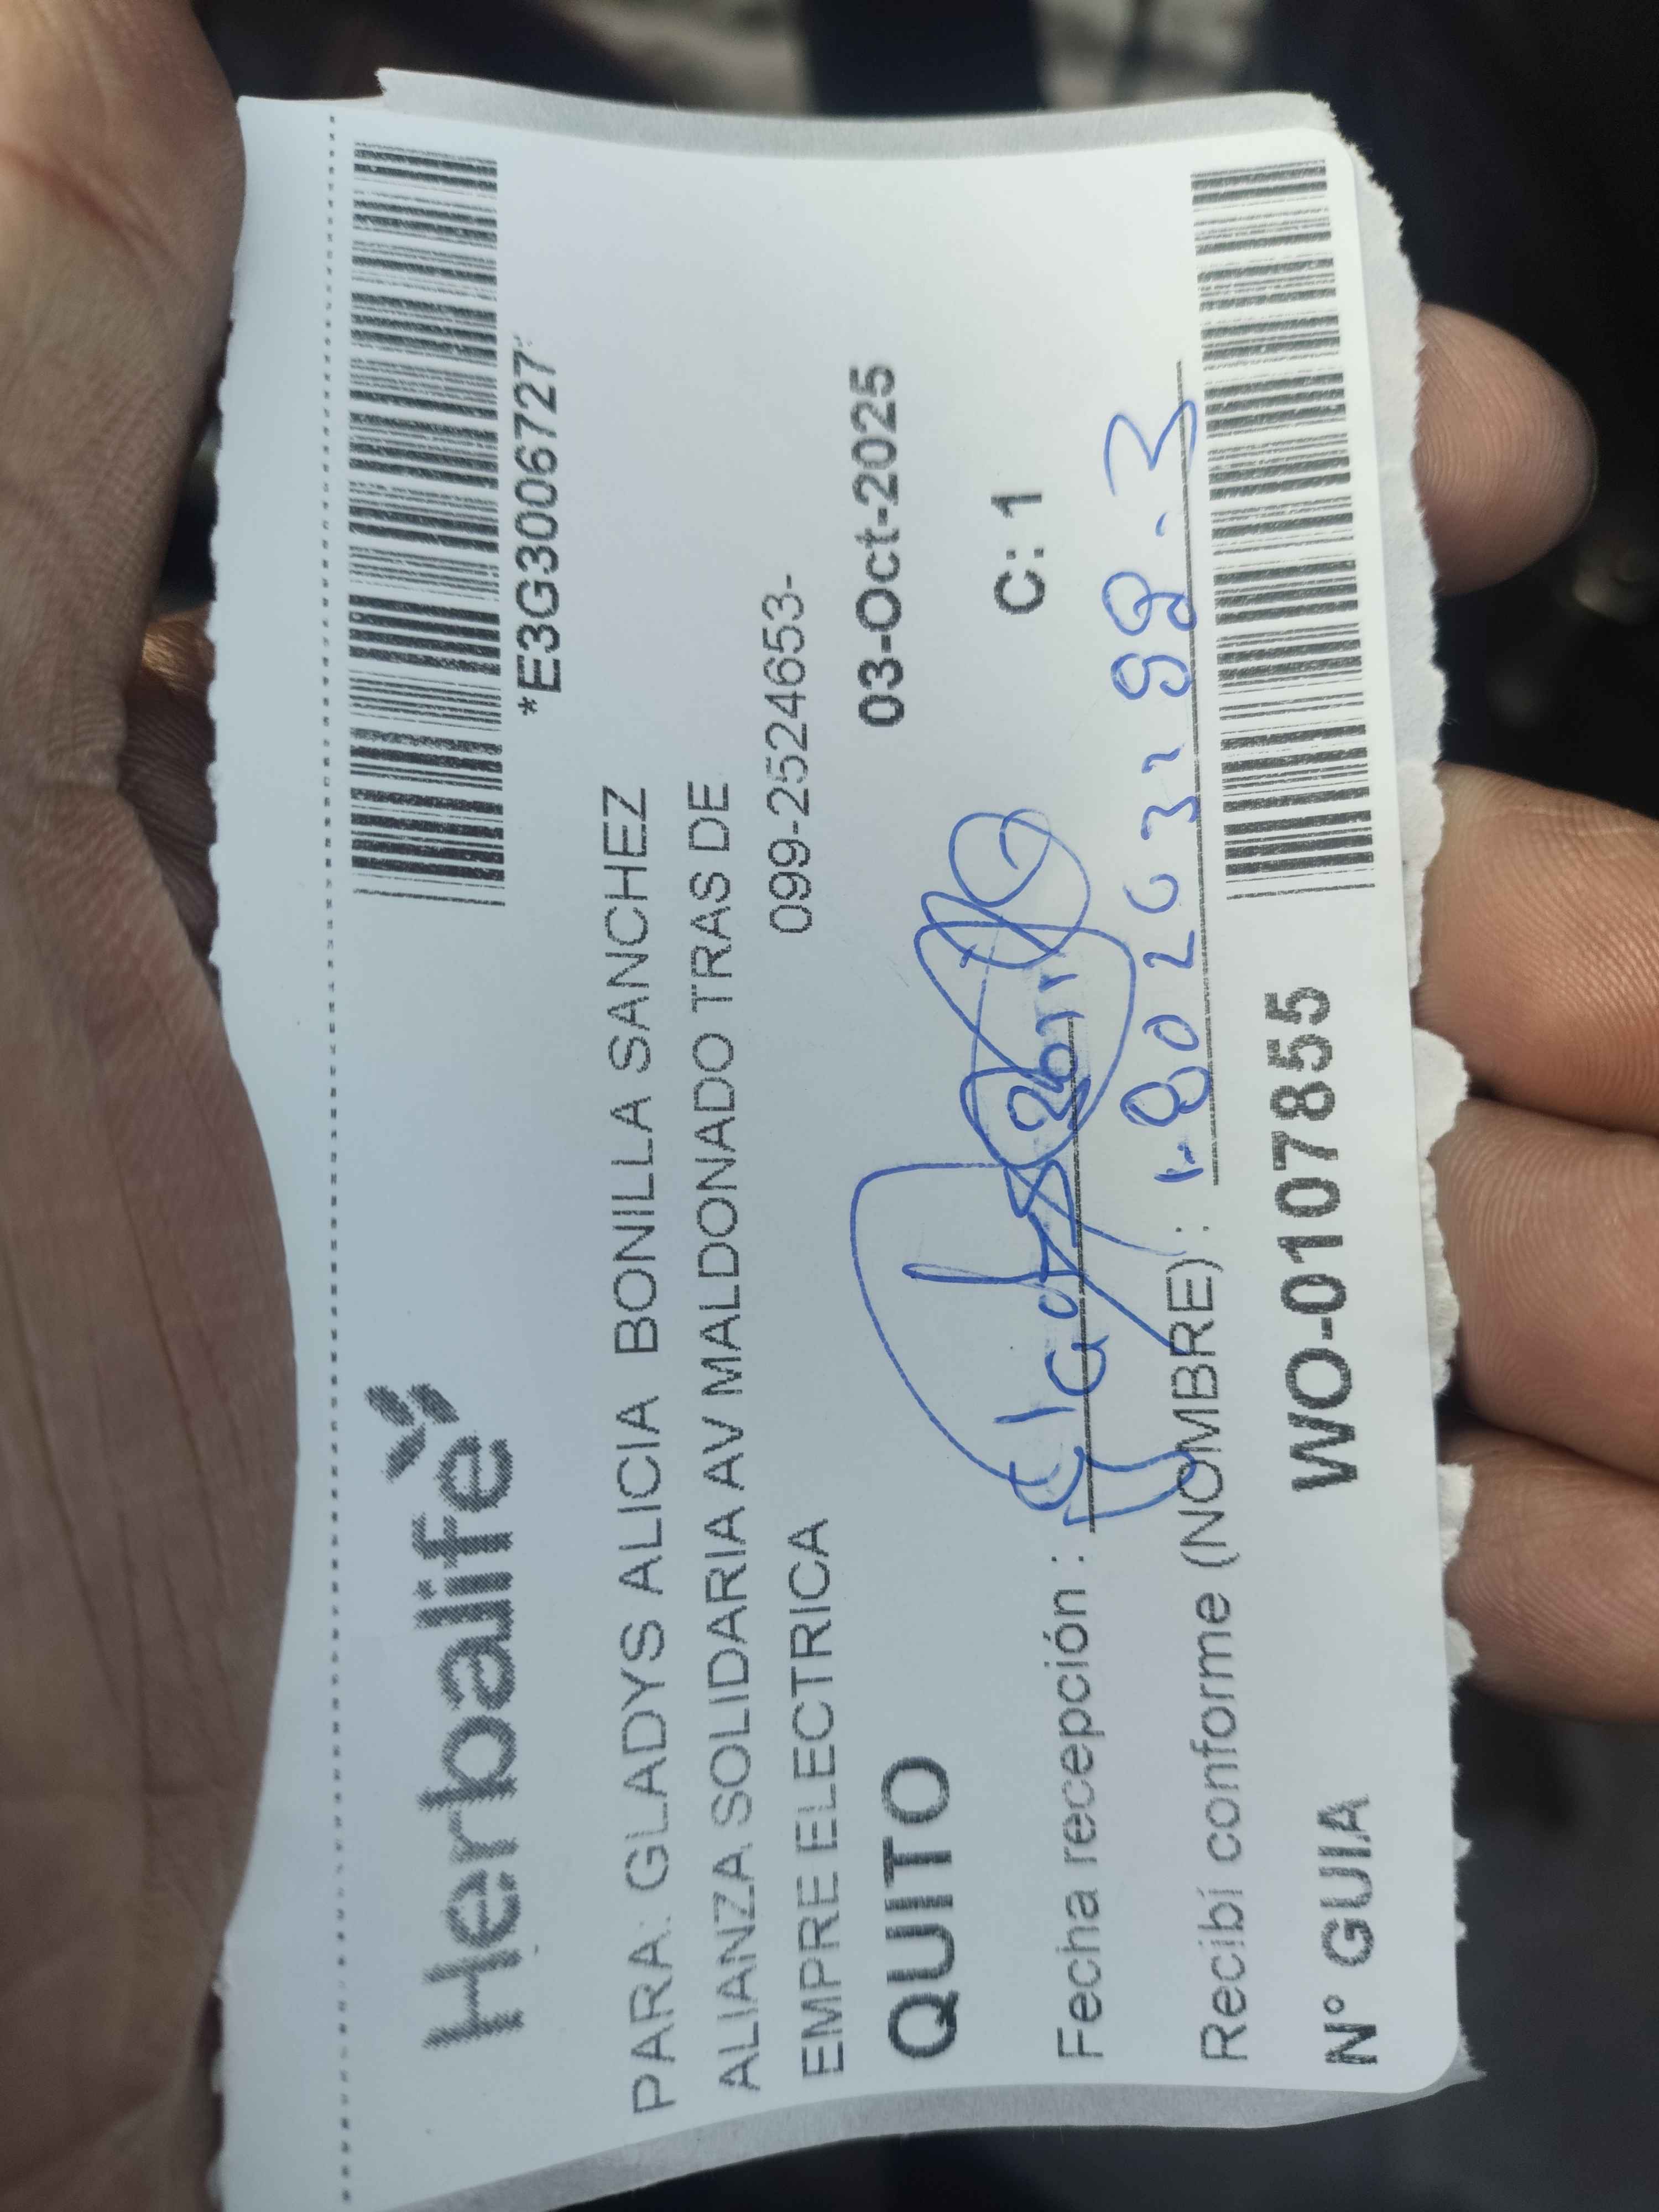 Herbalife
*E3G3006727*
PARA: GLADYS ALICIA BONILLA SANCHEZ
ALIANZA SOLIDARIA AV MALDONADO TRAS DE
EMPRE ELECTRICA 099-2524653-
QUITO 03-Oct-2025
C: 1
Fecha recepción :
Recibí conforme (NOMBRE) :
Nº GUIA WO-0107855